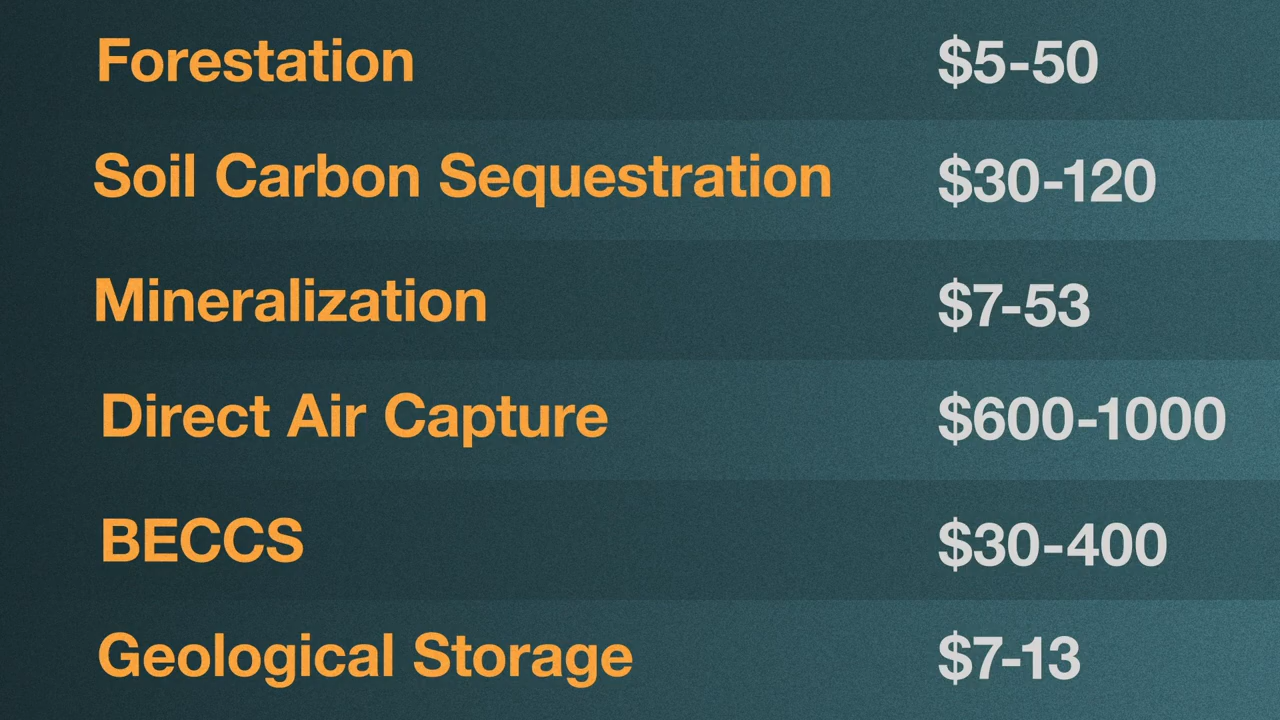 Forestation $5-50
Soil Carbon Sequestration $30-120
Mineralization $7-53
Direct Air Capture $600-1000
BECCS $30-400
Geological Storage $7-13